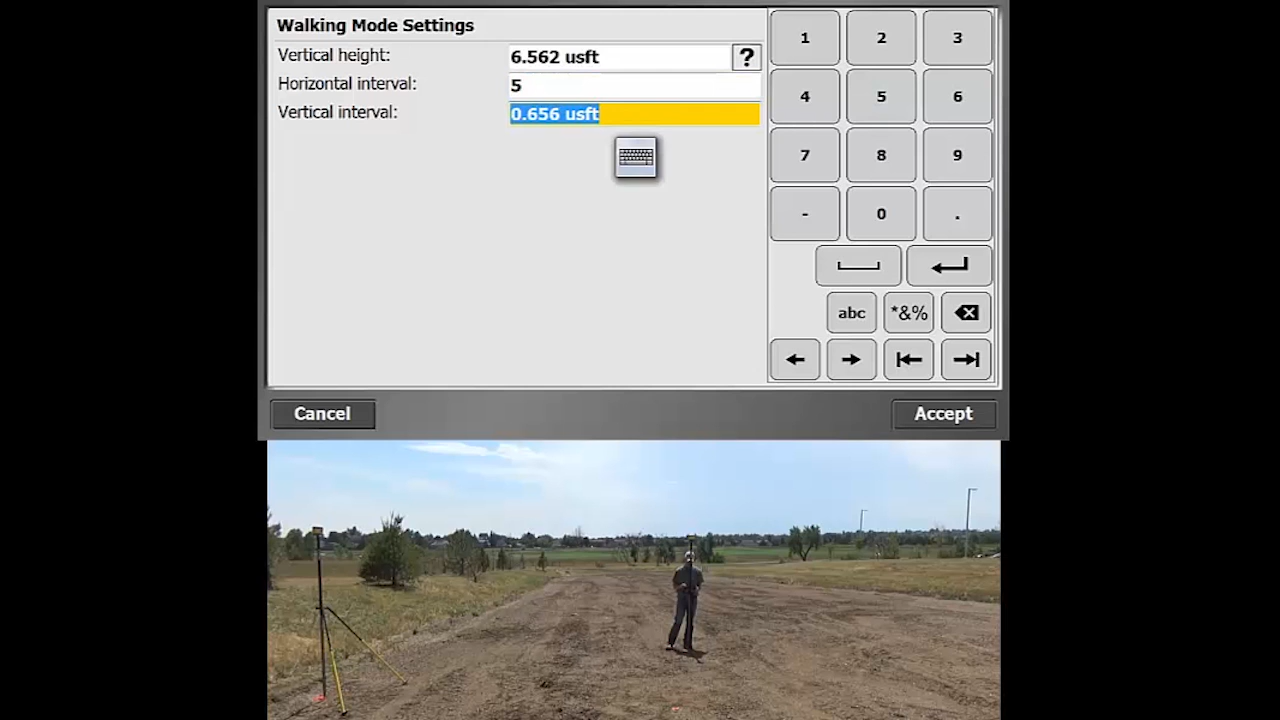 Walking Mode Settings
Vertical height: 6.562 usft ?
Horizontal interval: 5
Vertical interval: 0.656 usft
1 2 3
4 5 6
7 8 9
- 0 .
abc *&%
Cancel Accept